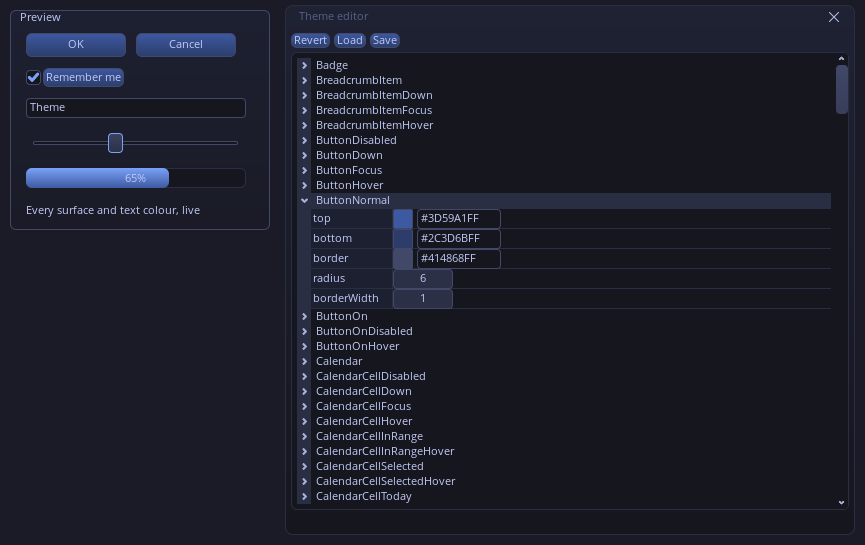 Preview
OK
Cancel
Remember me
Theme
65%
Every surface and text colour, live
Theme editor
Revert
Load
Save
Badge
BreadcrumbItem
BreadcrumbItemDown
BreadcrumbItemFocus
BreadcrumbItemHover
ButtonDisabled
ButtonDown
ButtonFocus
ButtonHover
ButtonNormal
top #3D59A1FF
bottom #2C3D6BFF
border #414868FF
radius 6
borderWidth 1
ButtonOn
ButtonOnDisabled
ButtonOnHover
Calendar
CalendarCellDisabled
CalendarCellDown
CalendarCellFocus
CalendarCellHover
CalendarCellInRange
CalendarCellInRangeHover
CalendarCellSelected
CalendarCellSelectedHover
CalendarCellToday